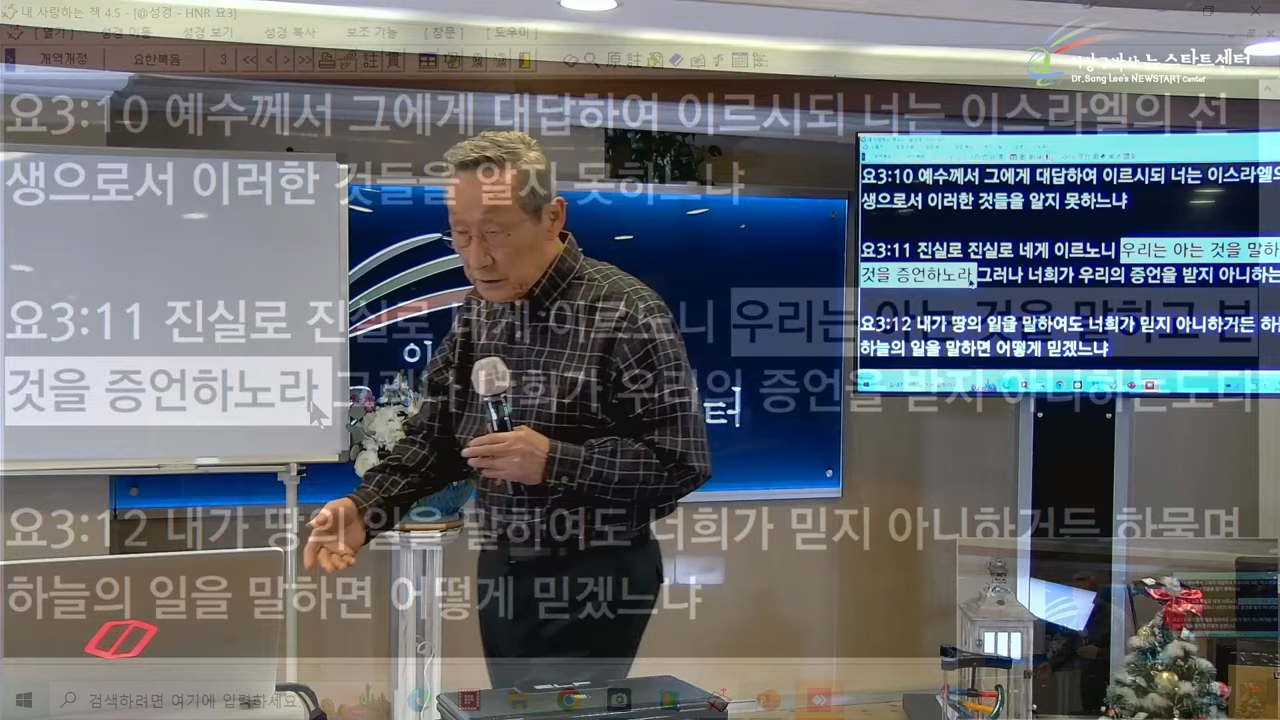 내 사랑하는 책 4.5 - [@성경 - HNR 요3]
[열기] 성경 이동 성경 보기 성경 복사 보조 기능 [창문] [도우미]
개역개정 요한복음 3 << < > >>
뉴스타트센터
Dr.Sang Lee's NEWSTART Center
요3:10 예수께서 그에게 대답하여 이르시되 너는 이스라엘의 선
생으로서 이러한 것들을 알지 못하느냐
요3:11 진실로 진실로 네게 이르노니 우리는 아는 것을 말하고 본
것을 증언하노라 그러나 너희가 우리의 증언을 받지 아니하는도다
요3:12 내가 땅의 일을 말하여도 너희가 믿지 아니하거든 하물며
하늘의 일을 말하면 어떻게 믿겠느냐
검색하려면 여기에 입력하세요.
요3:10 예수께서 그에게 대답하여 이르시되 너는 이스라엘의
생으로서 이러한 것들을 알지 못하느냐
요3:11 진실로 진실로 네게 이르노니 우리는 아는 것을 말하
것을 증언하노라 그러나 너희가 우리의 증언을 받지 아니하는
요3:12 내가 땅의 일을 말하여도 너희가 믿지 아니하거든 하
하늘의 일을 말하면 어떻게 믿겠느냐
이
터